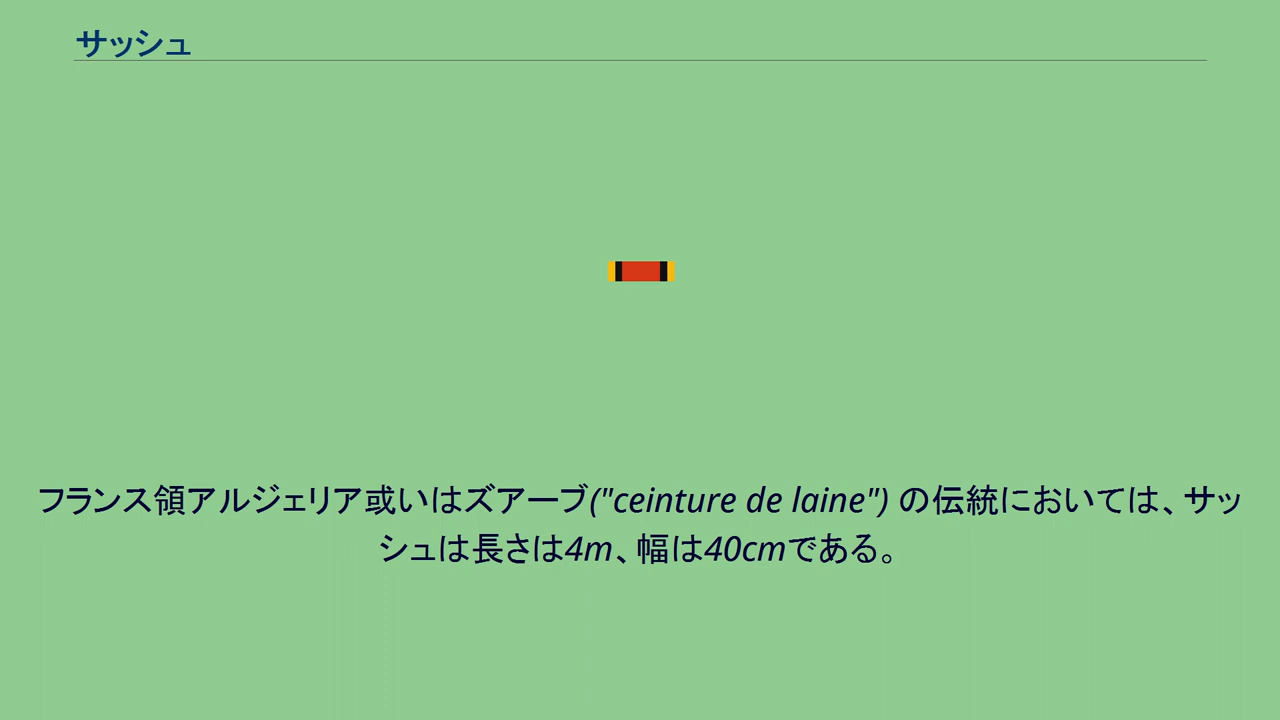 サッシュ
フランス領アルジェリア或いはズアーブ("ceinture de laine") の伝統においては、サッ
シュは長さは4m、幅は40cmである。